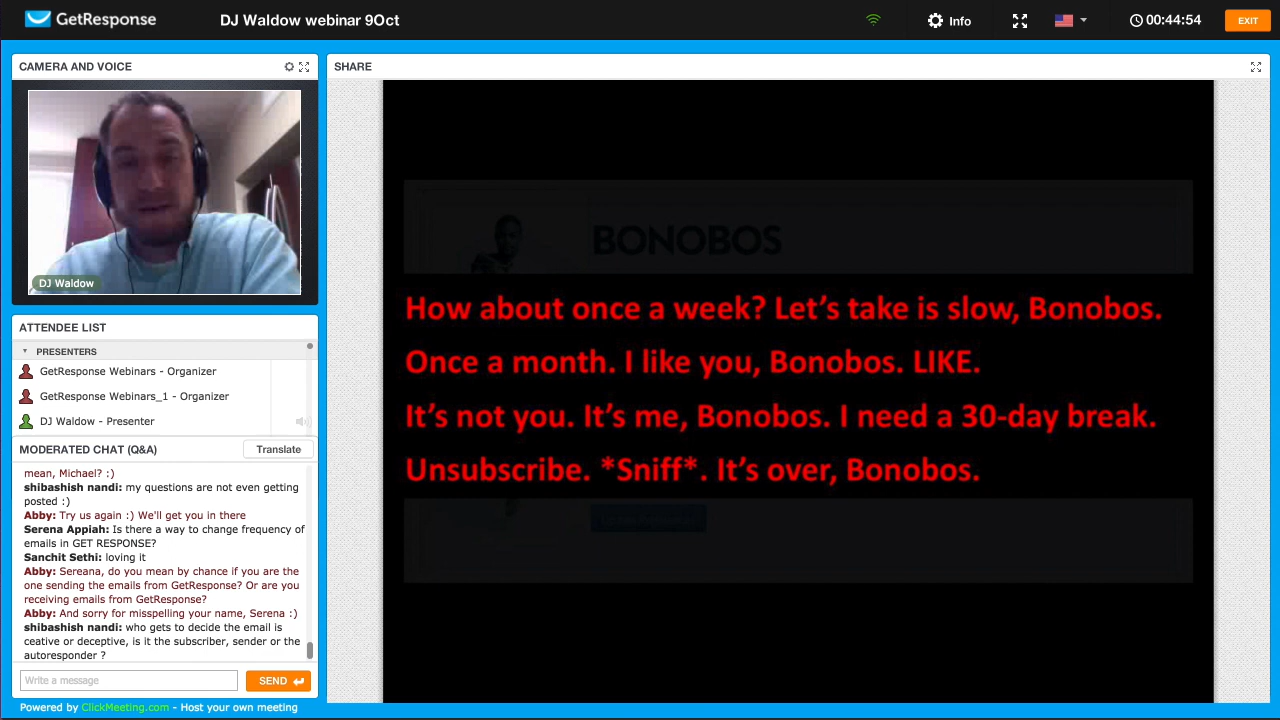 GetResponse
DJ Waldow webinar 9Oct
Info
00:44:54
EXIT
CAMERA AND VOICE
DJ Waldow
ATTENDEE LIST
PRESENTERS
GetResponse Webinars - Organizer
GetResponse Webinars_1 - Organizer
DJ Waldow - Presenter
MODERATED CHAT (Q&A)
Translate
mean, Michael? :)
shibashish nandi: my questions are not even getting
posted :)
Abby: Try us again :) We'll get you in there
Serena Appiah: Is there a way to change frequency of
emails in GET RESPONSE?
Sanchit Sethi: loving it
Abby: Sereana, do you mean by chance if you are the
one sending the emails from GetResponse? Or are you
receiving emails from GetResponse?
Abby: And sorry for misspelling your name, Serena :)
shibashish nandi: who gets to decide the email is
ceative or deceptive, is it the subscriber, sender or the
autoresponder ?
Write a message
SEND
Powered by ClickMeeting.com - Host your own meeting
SHARE
BONOBOS
How about once a week? Let's take is slow, Bonobos.
Once a month. I like you, Bonobos. LIKE.
It's not you. It's me, Bonobos. I need a 30-day break.
Unsubscribe. *Sniff*. It's over, Bonobos.